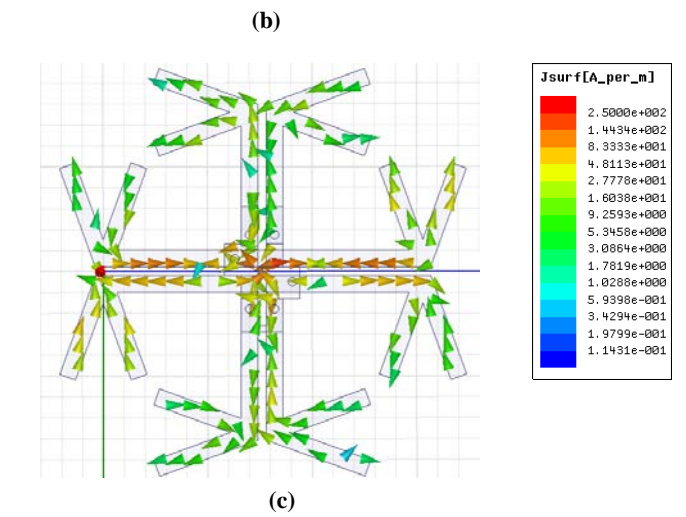 (b)
Jsurf[A_per_m]
2.5000e+002
1.4434e+002
8.3333e+001
4.8113e+001
2.7778e+001
1.6038e+001
9.2593e+000
5.3458e+000
3.0864e+000
1.7819e+000
1.0288e+000
5.9398e-001
3.4294e-001
1.9799e-001
1.1431e-001
(c)